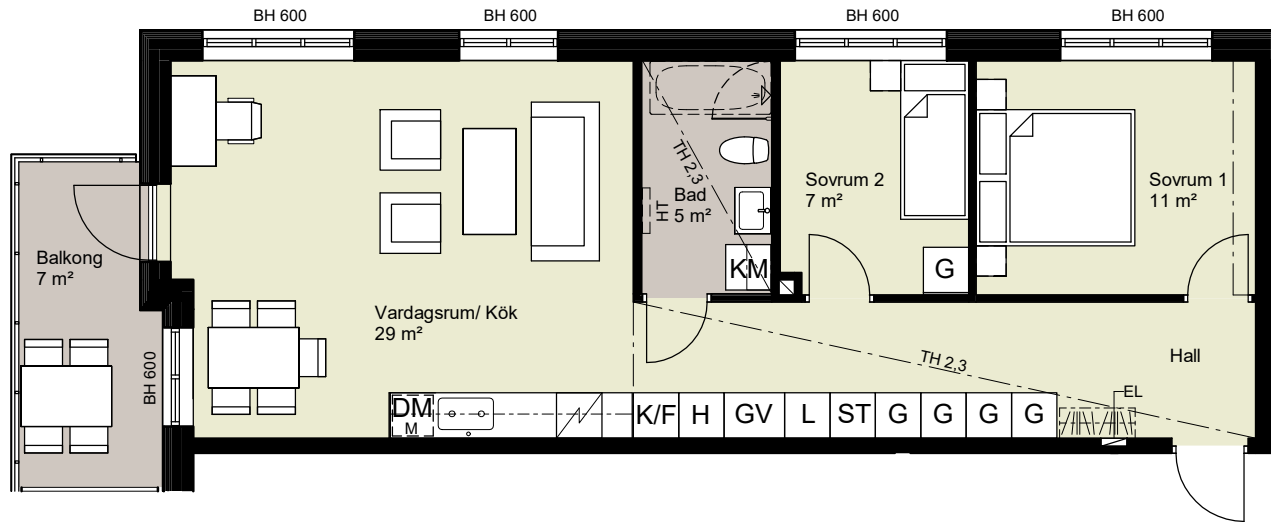 BH 600
BH 600
BH 600
BH 600
TH 2,3
Bad
5 m²
HT
KM
Sovrum 2
7 m²
G
Sovrum 1
11 m²
Balkong
7 m²
BH 600
Vardagsrum/ Kök
29 m²
TH 2,3
Hall
EL
DM
M
K/F
H
GV
L
ST
G
G
G
G